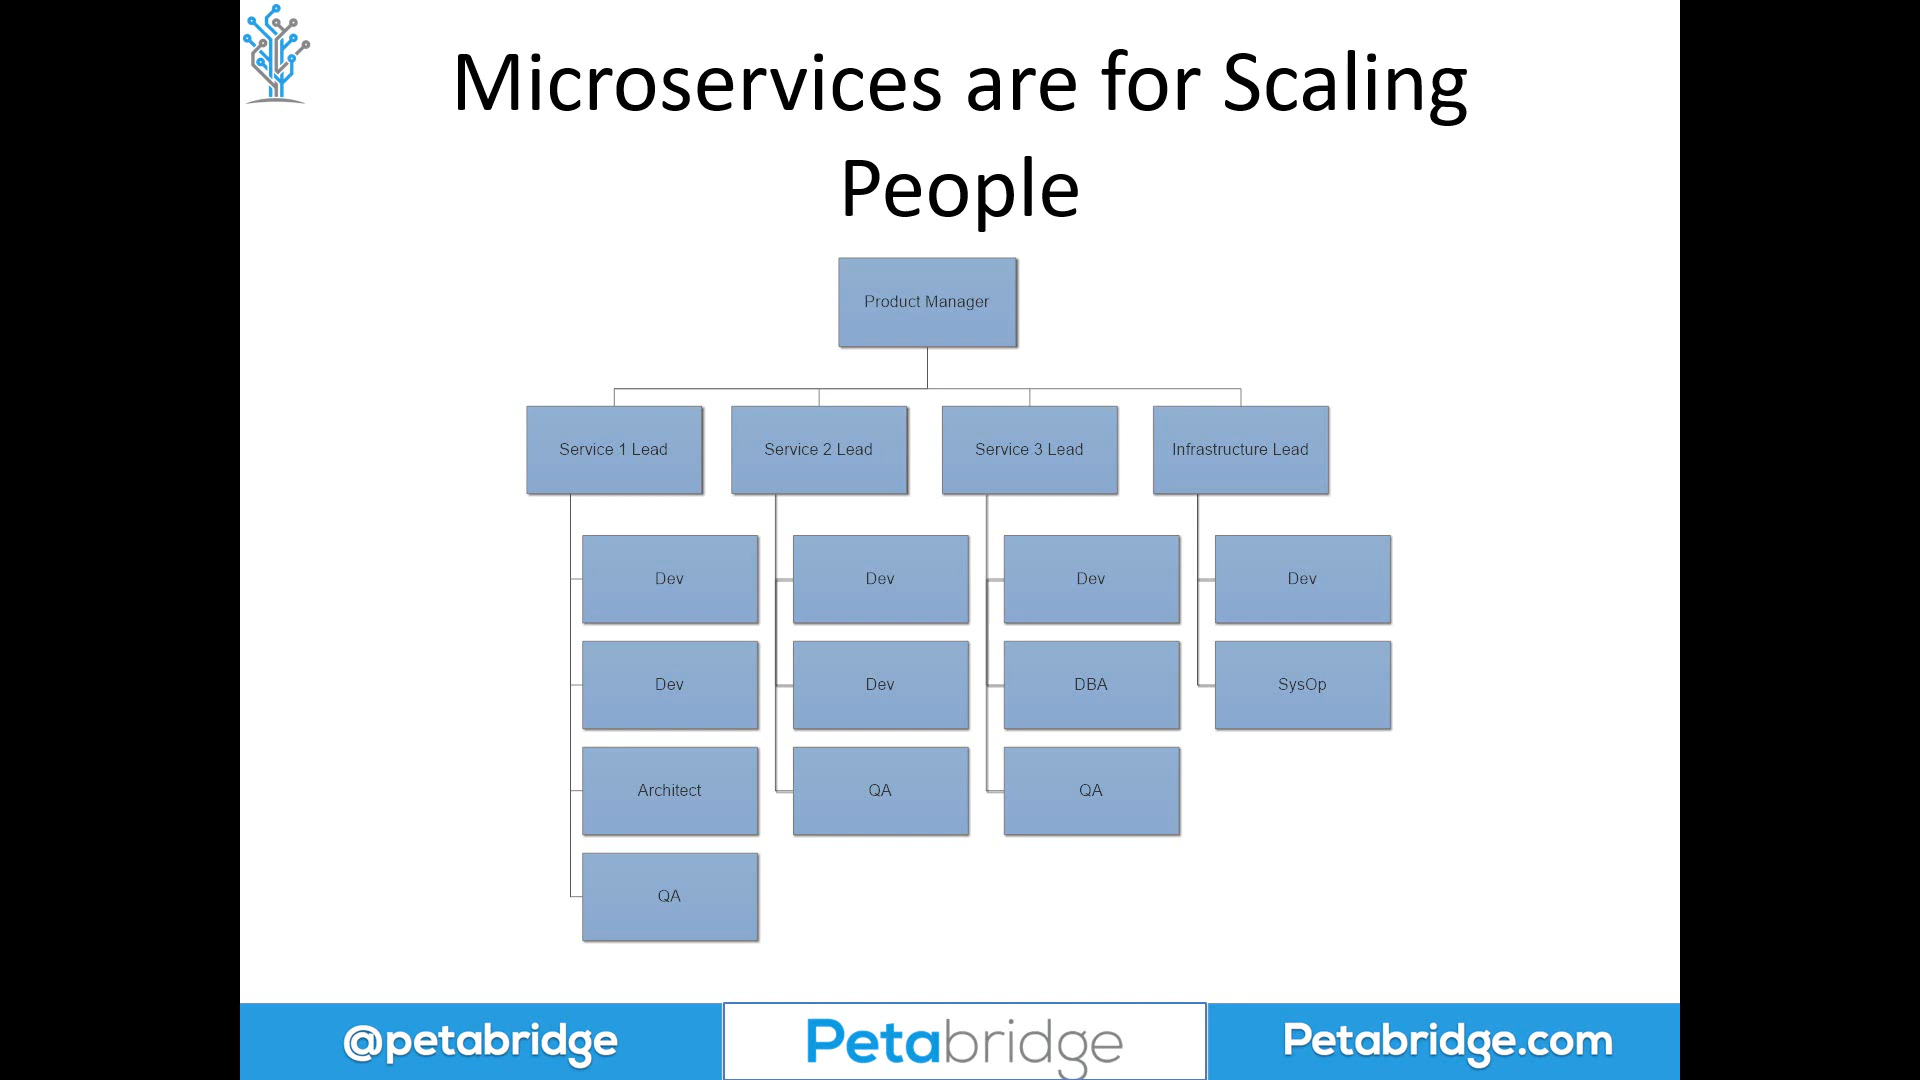 Microservices are for Scaling
People
Product Manager
Service 1 Lead
Service 2 Lead
Service 3 Lead
Infrastructure Lead
Dev
Dev
Dev
Dev
Dev
Dev
DBA
SysOp
Architect
QA
QA
QA
@petabridge
Petabridge
Petabridge.com